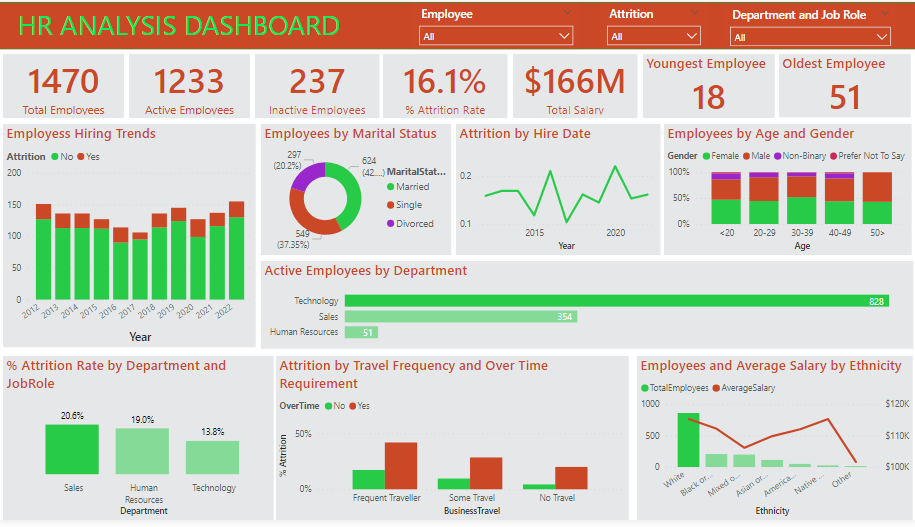 HR ANALYSIS DASHBOARD
Employee
All
Attrition
All
Department and Job Role
All
1470
Total Employees
1233
Active Employees
237
Inactive Employees
16.1%
% Attrition Rate
$166M
Total Salary
Youngest Employee
18
Oldest Employee
51
Employess Hiring Trends
Attrition No Yes
200
150
100
50
0
2012 2013 2014 2015 2016 2017 2018 2019 2020 2021 2022
Year
Employees by Marital Status
297
(20.2%)
624
(42....)
549
(37.35%)
MaritalStat...
Married
Single
Divorced
Attrition by Hire Date
0.2
0.1
2015 2020
Year
Employees by Age and Gender
Gender Female Male Non-Binary Prefer Not To Say
100%
50%
0%
<20 20-29 30-39 40-49 50>
Age
Active Employees by Department
Technology 828
Sales 354
Human Resources 51
% Attrition Rate by Department and
JobRole
20.6%
19.0%
13.8%
Sales Human Resources Technology
Department
Attrition by Travel Frequency and Over Time
Requirement
OverTime No Yes
% Attrition
50%
0%
Frequent Traveller Some Travel No Travel
BusinessTravel
Employees and Average Salary by Ethnicity
TotalEmployees AverageSalary
1000
500
0
$120K
$110K
$100K
White Black or... Mixed o... Asian or... America... Native ... Other
Ethnicity